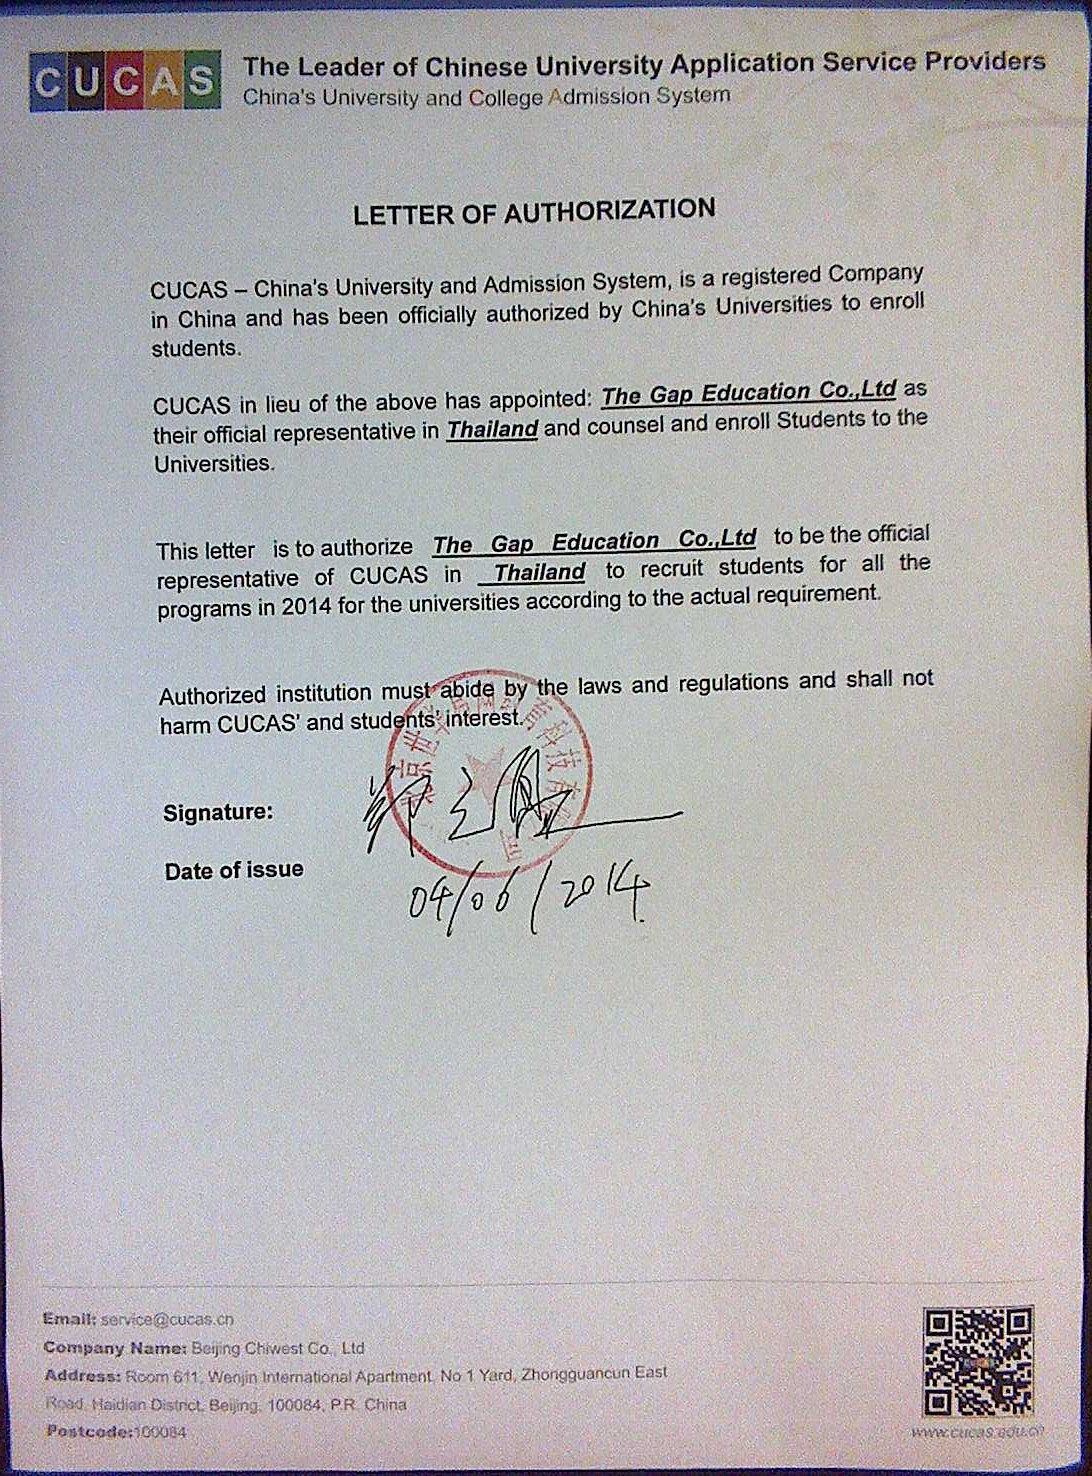 CUCAS
The Leader of Chinese University Application Service Providers
China's University and College Admission System
LETTER OF AUTHORIZATION
CUCAS – China's University and Admission System, is a registered Company
in China and has been officially authorized by China's Universities to enroll
students.
CUCAS in lieu of the above has appointed: The Gap Education Co.,Ltd as
their official representative in Thailand and counsel and enroll Students to the
Universities.
This letter is to authorize The Gap Education Co.,Ltd to be the official
representative of CUCAS in Thailand to recruit students for all the
programs in 2014 for the universities according to the actual requirement.
Authorized institution must abide by the laws and regulations and shall not
harm CUCAS' and students' interest.
Signature:
Date of issue
04/06/2014
Email: service@cucas.cn
Company Name: Beijing Chiwest Co., Ltd
Address: Room 611, Wenjin International Apartment, No 1 Yard, Zhongguancun East
Road, Haidian District, Beijing, 100084, P.R. China
Postcode:100084
www.cucas.edu.cn